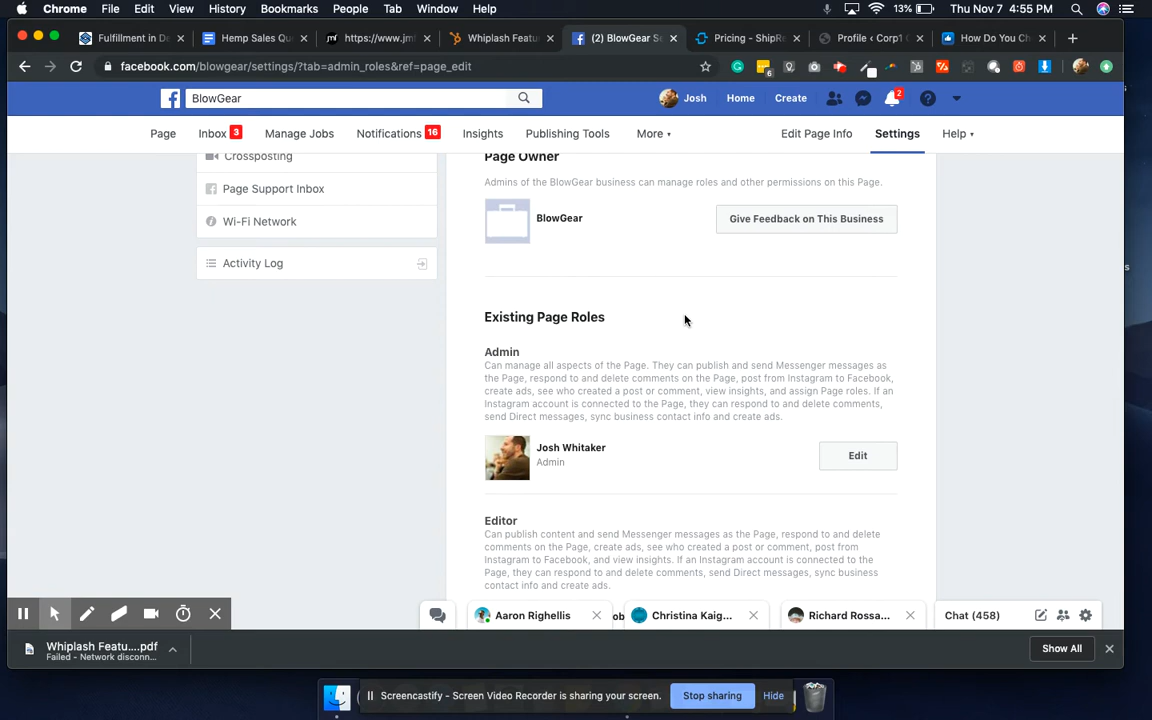 Chrome File Edit View History Bookmarks People Tab Window Help 13% Thu Nov 7 4:55 PM
Fulfillment in De Hemp Sales Que https://www.jmf Whiplash Featu (2) BlowGear Se Pricing - ShipRo Profile ‹ Corp1 C How Do You Che
facebook.com/blowgear/settings/?tab=admin_roles&ref=page_edit
6
BlowGear Josh Home Create 2
Page Inbox 3 Manage Jobs Notifications 16 Insights Publishing Tools More Edit Page Info Settings Help
Crossposting
Page Support Inbox
Wi-Fi Network
Activity Log
Page Owner
Admins of the BlowGear business can manage roles and other permissions on this Page.
BlowGear
Give Feedback on This Business
Existing Page Roles
Admin
Can manage all aspects of the Page. They can publish and send Messenger messages as
the Page, respond to and delete comments on the Page, post from Instagram to Facebook,
create ads, see who created a post or comment, view insights, and assign Page roles. If an
Instagram account is connected to the Page, they can respond to and delete comments,
send Direct messages, sync business contact info and create ads.
Josh Whitaker
Admin
Edit
Editor
Can publish content and send Messenger messages as the Page, respond to and delete
comments on the Page, create ads, see who created a post or comment, post from
Instagram to Facebook, and view insights. If an Instagram account is connected to the
Page, they can respond to and delete comments, send Direct messages, sync business
contact info and create ads.
Aaron Righellis ob Christina Kaig... Richard Rossa... Chat (458)
Whiplash Featu....pdf
Failed - Network disconn...
Show All
Screencastify - Screen Video Recorder is sharing your screen. Stop sharing Hide